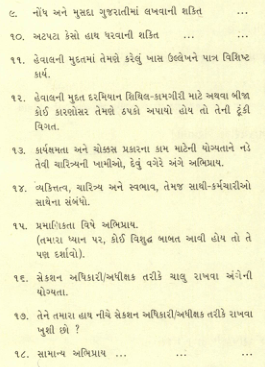 ૯. નોંધ અને મુસદા ગુજરાતીમાં લખવાની શકિત ...
૧૦. અટપટા કેસો હાથ ધરવાની શકિત ... ...
૧૧. હેવાલની મુદતમાં તેમણે કરેલું ખાસ ઉલ્લેખને પાત્ર વિશિષ્ટ
કાર્ય.
૧૨. હેવાલની મુદત દરમિયાન શિથિલ-કામગીરી માટે અથવા બીજા
કોઈ કારણોસર તેમણે ઠપકો અપાયો હોય તો તેની ટૂંકી
વિગત.
૧૩. કાર્યક્ષમતા અને ચોક્કસ પ્રકારના કામ માટેની યોગ્યતાને નડે
તેવી ચારિત્ર્યની ખામીઓ, દેવું વગેરે અંગે અભિપ્રાય.
૧૪. વ્યકિતત્વ, ચારિત્ર્ય અને સ્વભાવ, તેમજ સાથી-કર્મચારીઓ
સાથેના સંબંધો.
૧૫. પ્રમાણિકતા વિષે અભિપ્રાય.
(તમારા ધ્યાન પર, કોઈ વિશુદ્ધ બાબત આવી હોય તો તે
પણ દર્શાવો).
૧૬. સેકશન અધિકારી/અધીક્ષક તરીકે ચાલુ રાખવા અંગેની
યોગ્યતા.
૧૭. તેને તમારા હાથ નીચે સેકશન અધિકારી/અધીક્ષક તરીકે રાખવા
ખુશી છો ?
૧૮. સામાન્ય અભિપ્રાય ... ... ...